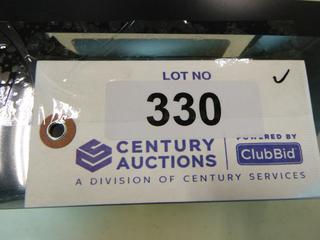 LOT NO
330
CENTURY AUCTIONS
POWERED BY
ClubBid
A DIVISION OF CENTURY SERVICES